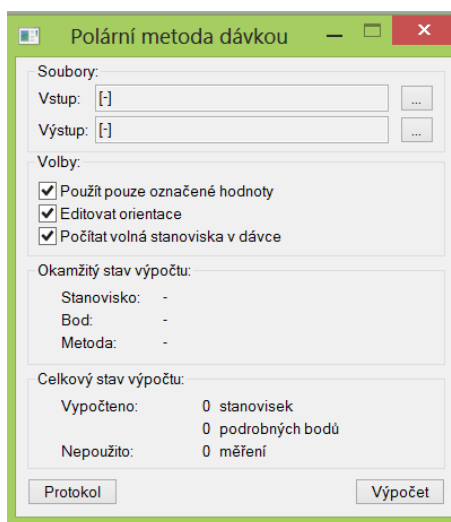 Polární metoda dávkou
Soubory:
Vstup: [-] ...
Výstup: [-] ...
Volby:
Použít pouze označené hodnoty
Editovat orientace
Počítat volná stanoviska v dávce
Okamžitý stav výpočtu:
Stanovisko: -
Bod: -
Metoda: -
Celkový stav výpočtu:
Vypočteno: 0 stanovisek
0 podrobných bodů
Nepoužito: 0 měření
Protokol Výpočet